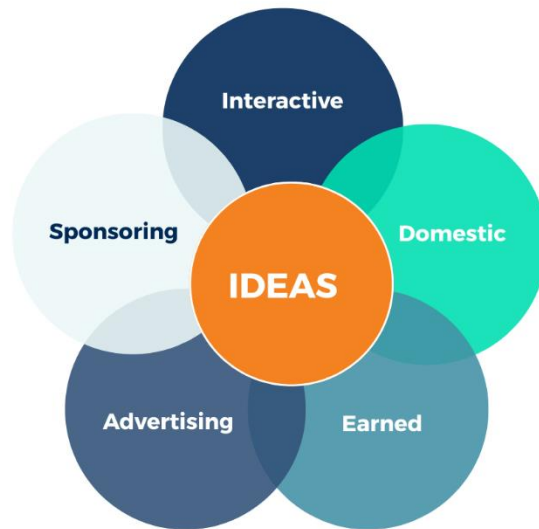 Interactive
Sponsoring
Domestic
IDEAS
Advertising
Earned